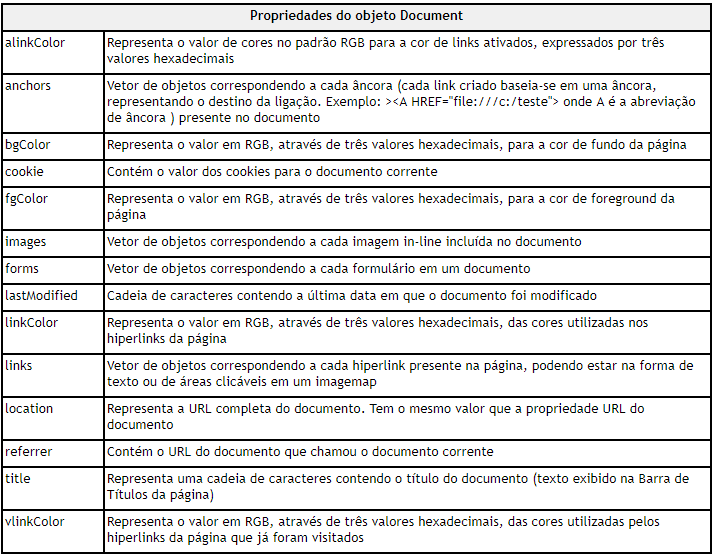 Propriedades do objeto Document
alinkColor Representa o valor de cores no padrão RGB para a cor de links ativados, expressados por três
valores hexadecimais
anchors Vetor de objetos correspondendo a cada âncora (cada link criado baseia-se em uma âncora,
representando o destino da ligação. Exemplo: ><A HREF="file:///c:/teste"> onde A é a abreviação
de âncora ) presente no documento
bgColor Representa o valor em RGB, através de três valores hexadecimais, para a cor de fundo da página
cookie Contém o valor dos cookies para o documento corrente
fgColor Representa o valor em RGB, através de três valores hexadecimais, para a cor de foreground da
página
images Vetor de objetos correspondendo a cada imagem in-line incluída no documento
forms Vetor de objetos correspondendo a cada formulário em um documento
lastModified Cadeia de caracteres contendo a última data em que o documento foi modificado
linkColor Representa o valor em RGB, através de três valores hexadecimais, das cores utilizadas nos
hiperlinks da página
links Vetor de objetos correspondendo a cada hiperlink presente na página, podendo estar na forma de
texto ou de áreas clicáveis em um imagemap
location Representa a URL completa do documento. Tem o mesmo valor que a propriedade URL do
documento
referrer Contém o URL do documento que chamou o documento corrente
title Representa uma cadeia de caracteres contendo o título do documento (texto exibido na Barra de
Títulos da página)
vlinkColor Representa o valor em RGB, através de três valores hexadecimais, das cores utilizadas pelos
hiperlinks da página que já foram visitados